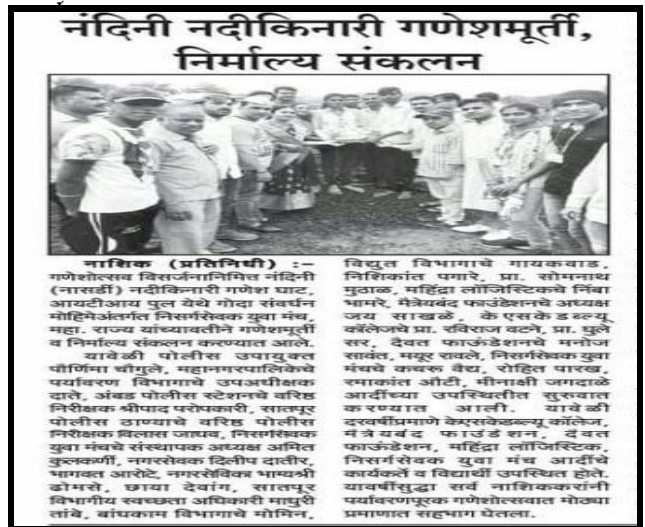 नंदिनी नदीकिनारी गणेशमूर्ती,
निर्माल्य संकलन
नाशिक (प्रतिनिधी) :–
गणेशोत्सव विसर्जनानिमित्त नंदिनी
(नासर्डी) नदीकिनारी गणेश घाट,
आयटीआय पुल येथे गोदा संवर्धन
मोहिमेअंतर्गत निसर्गसेवक युवा मंच,
महा. राज्य यांच्यावतीने गणेशमूर्ती
व निर्माल्य संकलन करण्यात आले.
यावेळी पोलीस उपायुक्त
पौर्णिमा चौगुले, महानगरपालिकेचे
पर्यावरण विभागाचे उपअधीक्षक
दाते, अंबड पोलीस स्टेशनचे वरिष्ठ
निरीक्षक श्रीपाद परोपकारी, सातपूर
पोलीस ठाण्याचे वरिष्ठ पोलीस
निरीक्षक विलास जाधव, निसर्गसेवक
युवा मंचचे संस्थापक अध्यक्ष अमित
कुलकर्णी, नगरसेवक दिलीप दातीर,
भागवत आरोटे, नगरसेविका भाग्यश्री
ढोमसे, छाया देवांग, सातपूर
विभागीय स्वच्छता अधिकारी माधुरी
तांबे, बांधकाम विभागाचे मोमिन,
विद्युत विभागाचे गायकवाड,
निशिकांत पगारे, प्रा. सोमनाथ
मुठाळ, महिंद्रा लॉजिस्टिकचे निंबा
भामरे, मैत्रेयबंद फाउंडेशनचे अध्यक्ष
जय साखळे, के एसकेडब्ल्यू
कॉलेजचे प्रा. रविराज वटने, प्रा. घुले
सर, दैवत फाऊंडेशनचे मनोज
सावंत, मयूर रावले, निसर्गसेवक युवा
मंचचे कचरू वैद्य, रोहित पारख,
रमाकांत औटी, मीनाक्षी जगदाळे
आदींच्या उपस्थितीत सुरुवात
करण्यात आली. यावेळी
दरवर्षीप्रमाणे केएसकेडब्ल्यू कॉलेज,
मैत्रेयबंद फाउंडेशन, दैवत
फाऊंडेशन, महिंद्रा लॉजिस्टिक,
निसर्गसेवक युवा मंच आदींचे
कार्यकर्ते व विद्यार्थी उपस्थित होते.
यावर्षीसुद्धा सर्व नाशिककरांनी
पर्यावरणपूरक गणेशोत्सवात मोठ्या
प्रमाणात सहभाग घेतला.